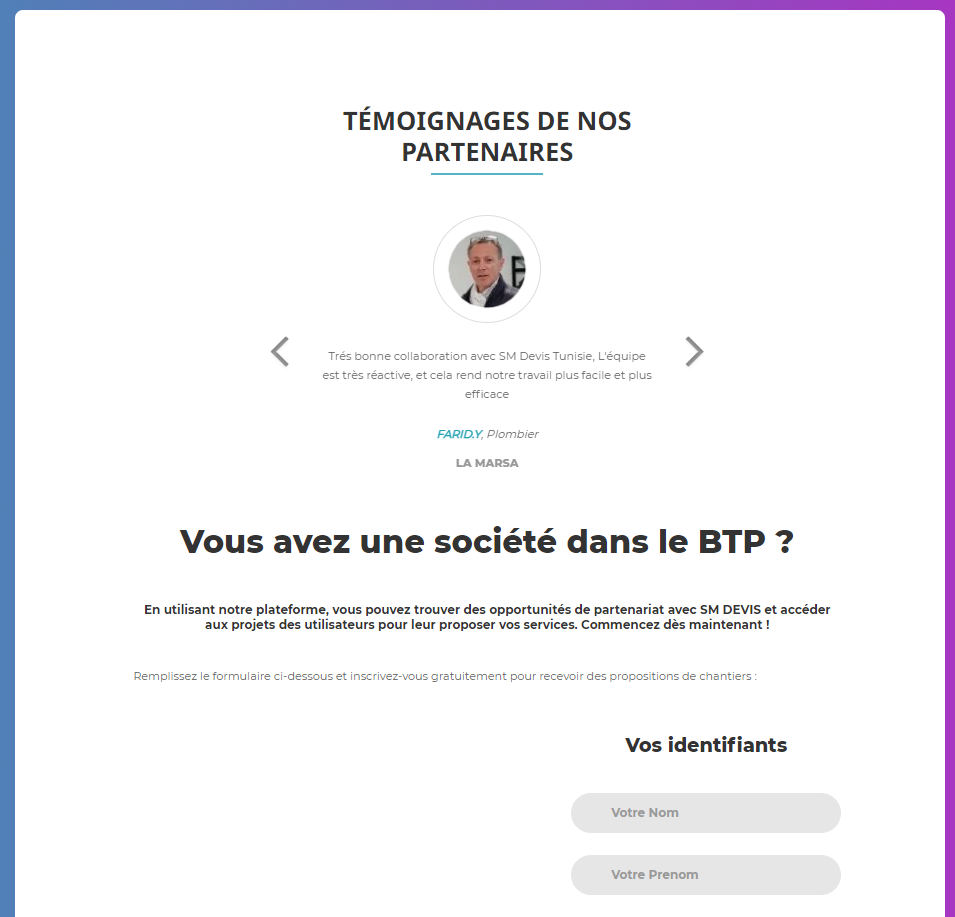 TÉMOIGNAGES DE NOS
PARTENAIRES
Trés bonne collaboration avec SM Devis Tunisie, L'équipe
est très réactive, et cela rend notre travail plus facile et plus
efficace
FARID.Y, Plombier
LA MARSA
Vous avez une société dans le BTP ?
En utilisant notre plateforme, vous pouvez trouver des opportunités de partenariat avec SM DEVIS et accéder
aux projets des utilisateurs pour leur proposer vos services. Commencez dès maintenant !
Remplissez le formulaire ci-dessous et inscrivez-vous gratuitement pour recevoir des propositions de chantiers :
Vos identifiants
Votre Nom
Votre Prenom